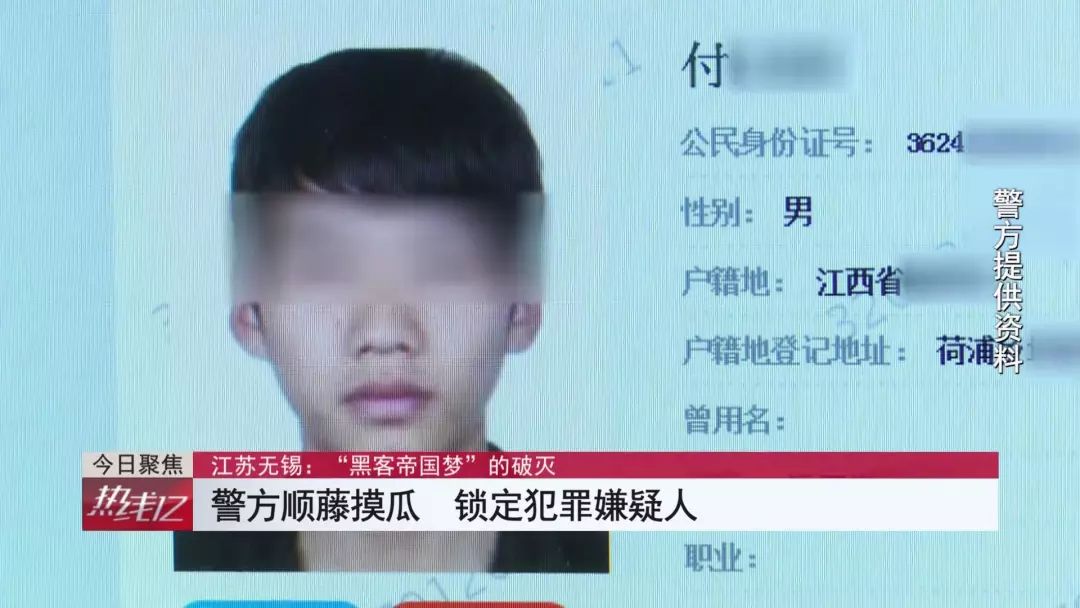 付
公民身份证号： 3624
性别： 男
户籍地： 江西省
户籍地登记地址： 荷浦
曾用名：
职业：
警方提供资料
今日聚焦
江苏无锡：“黑客帝国梦”的破灭
热线12
警方顺藤摸瓜 锁定犯罪嫌疑人